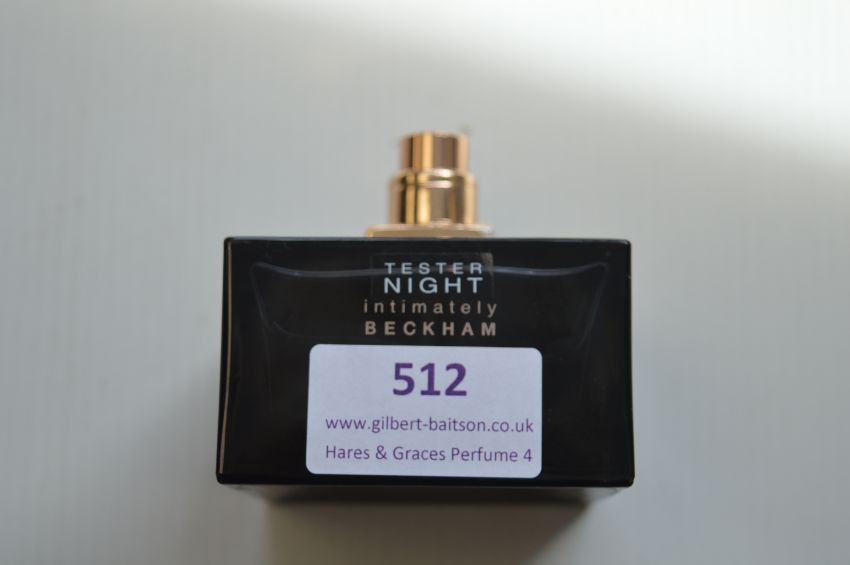 TESTER
NIGHT
intimately
BECKHAM
512
www.gilbert-baitson.co.uk
Hares & Graces Perfume 4